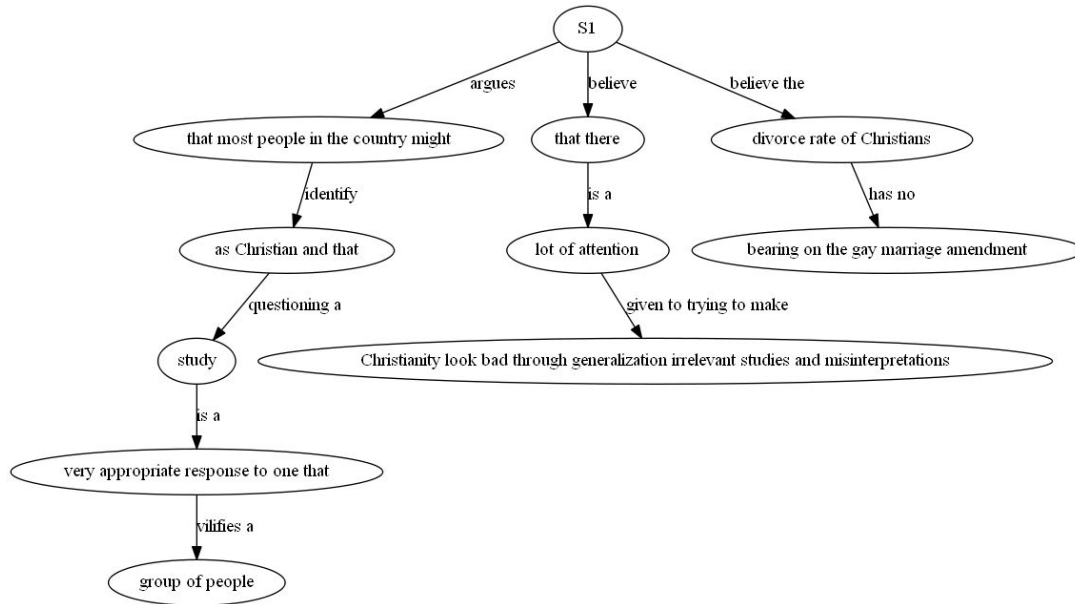 S1
argues
believe
believe the
that most people in the country might
that there
divorce rate of Christians
identify
is a
has no
as Christian and that
lot of attention
bearing on the gay marriage amendment
questioning a
given to trying to make
study
Christianity look bad through generalization irrelevant studies and misinterpretations
is a
very appropriate response to one that
vilifies a
group of people